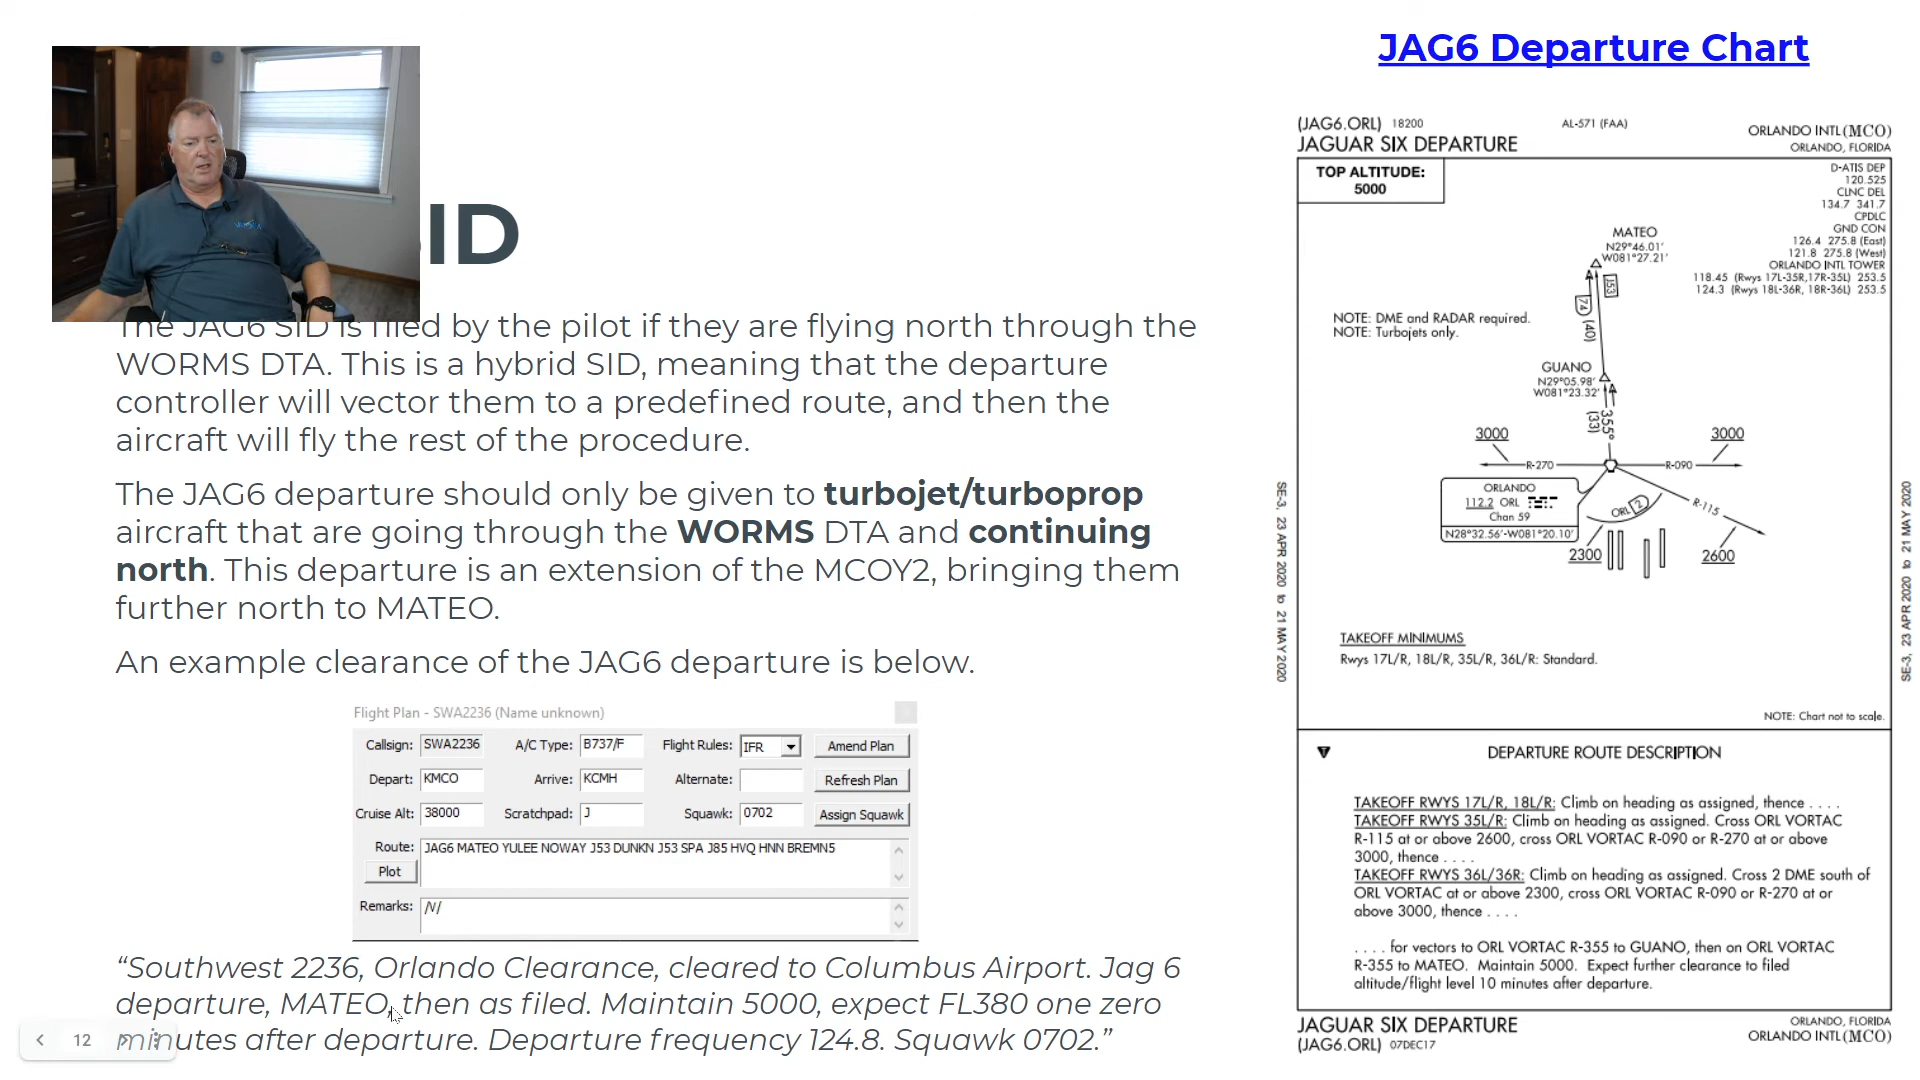 JAG6 Departure Chart
SID
The JAG6 SID is filed by the pilot if they are flying north through the
WORMS DTA. This is a hybrid SID, meaning that the departure
controller will vector them to a predefined route, and then the
aircraft will fly the rest of the procedure.
The JAG6 departure should only be given to turbojet/turboprop
aircraft that are going through the WORMS DTA and continuing
north. This departure is an extension of the MCOY2, bringing them
further north to MATEO.
An example clearance of the JAG6 departure is below.
Flight Plan - SWA2236 (Name unknown)
Callsign: SWA2236 A/C Type: B737/F Flight Rules: IFR Amend Plan
Depart: KMCO Arrive: KCMH Alternate: Refresh Plan
Cruise Alt: 38000 Scratchpad: J Squawk: 0702 Assign Squawk
Route: JAG6 MATEO YULEE NOWAY J53 DUNKN J53 SPA J85 HVQ HNN BREMN5
Plot
Remarks: /V/
“Southwest 2236, Orlando Clearance, cleared to Columbus Airport. Jag 6
departure, MATEO, then as filed. Maintain 5000, expect FL380 one zero
minutes after departure. Departure frequency 124.8. Squawk 0702.”
12
(JAG6.ORL) 18200
JAGUAR SIX DEPARTURE
AL-571 (FAA)
ORLANDO INTL (MCO)
ORLANDO, FLORIDA
TOP ALTITUDE:
5000
D-ATIS DEP
120.525
CLNC DEL
134.7 341.7
CPDLC
GND CON
126.4 275.8 (East)
121.8 275.8 (West)
ORLANDO INTL TOWER
118.45 (Rwys 17L-35R,17R-35L) 253.5
124.3 (Rwys 18L-36R, 18R-36L) 253.5
MATEO
N29°46.01'
W081°27.21'
J53
74
(40)
NOTE: DME and RADAR required.
NOTE: Turbojets only.
GUANO
N29°05.98'
W081°23.32'
355°
(33)
3000
3000
R-270
R-090
ORLANDO
112.2 ORL
Chan 59
N28°32.56'-W081°20.10'
ORL 2
R-115
2300
2600
TAKEOFF MINIMUMS
Rwys 17L/R, 18L/R, 35L/R, 36L/R: Standard.
NOTE: Chart not to scale.
SE-3, 23 APR 2020 to 21 MAY 2020
SE-3, 23 APR 2020 to 21 MAY 2020
DEPARTURE ROUTE DESCRIPTION
TAKEOFF RWYS 17L/R, 18L/R: Climb on heading as assigned, thence . . . .
TAKEOFF RWYS 35L/R: Climb on heading as assigned. Cross ORL VORTAC
R-115 at or above 2600, cross ORL VORTAC R-090 or R-270 at or above
3000, thence . . . .
TAKEOFF RWYS 36L/36R: Climb on heading as assigned. Cross 2 DME south of
ORL VORTAC at or above 2300, cross ORL VORTAC R-090 or R-270 at or
above 3000, thence . . . .
. . . . for vectors to ORL VORTAC R-355 to GUANO, then on ORL VORTAC
R-355 to MATEO. Maintain 5000. Expect further clearance to filed
altitude/flight level 10 minutes after departure.
JAGUAR SIX DEPARTURE
(JAG6.ORL) 07DEC17
ORLANDO, FLORIDA
ORLANDO INTL (MCO)